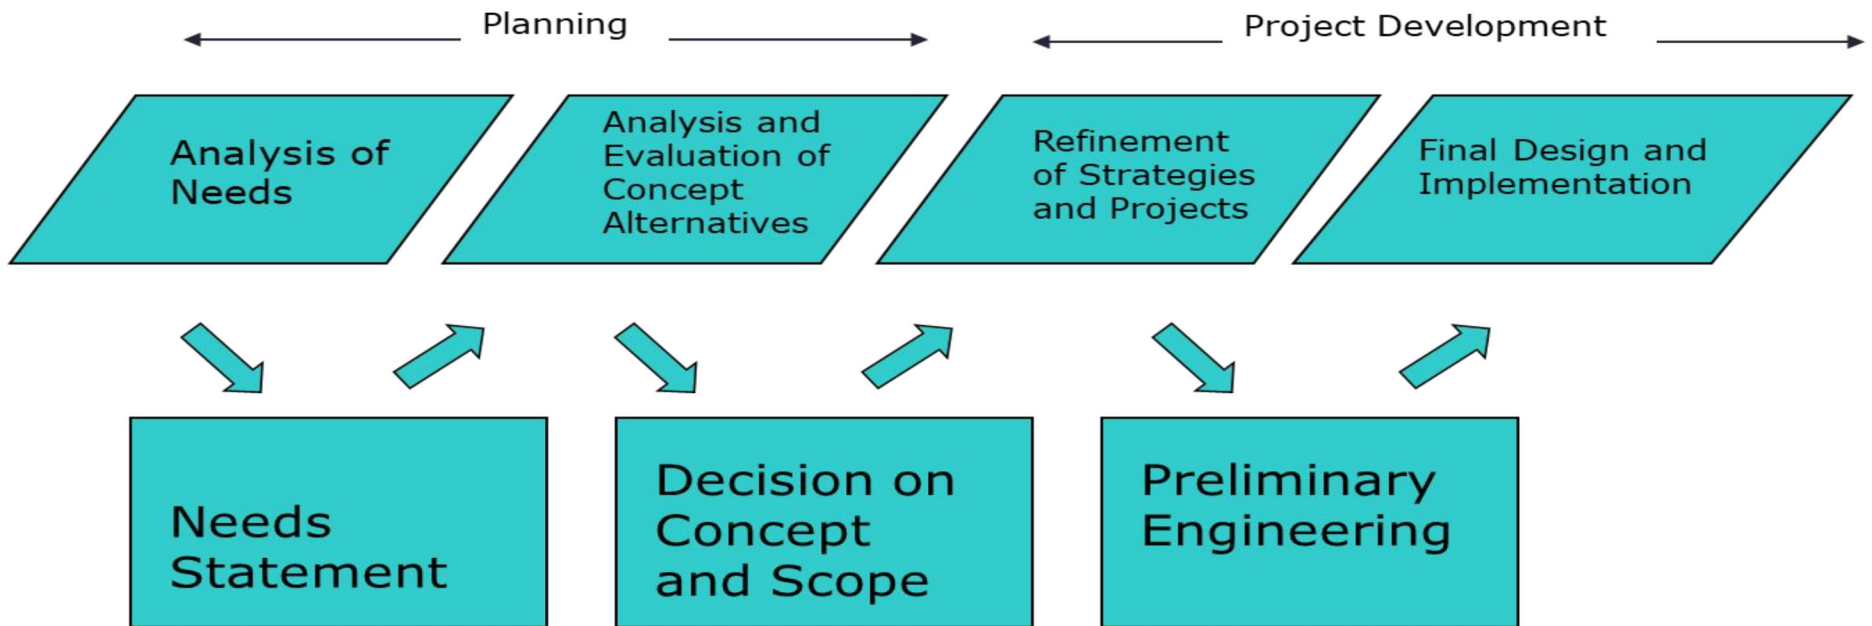 Planning
Project Development
Analysis of
Needs
Analysis and
Evaluation of
Concept
Alternatives
Refinement
of Strategies
and Projects
Final Design and
Implementation
Needs
Statement
Decision on
Concept
and Scope
Preliminary
Engineering